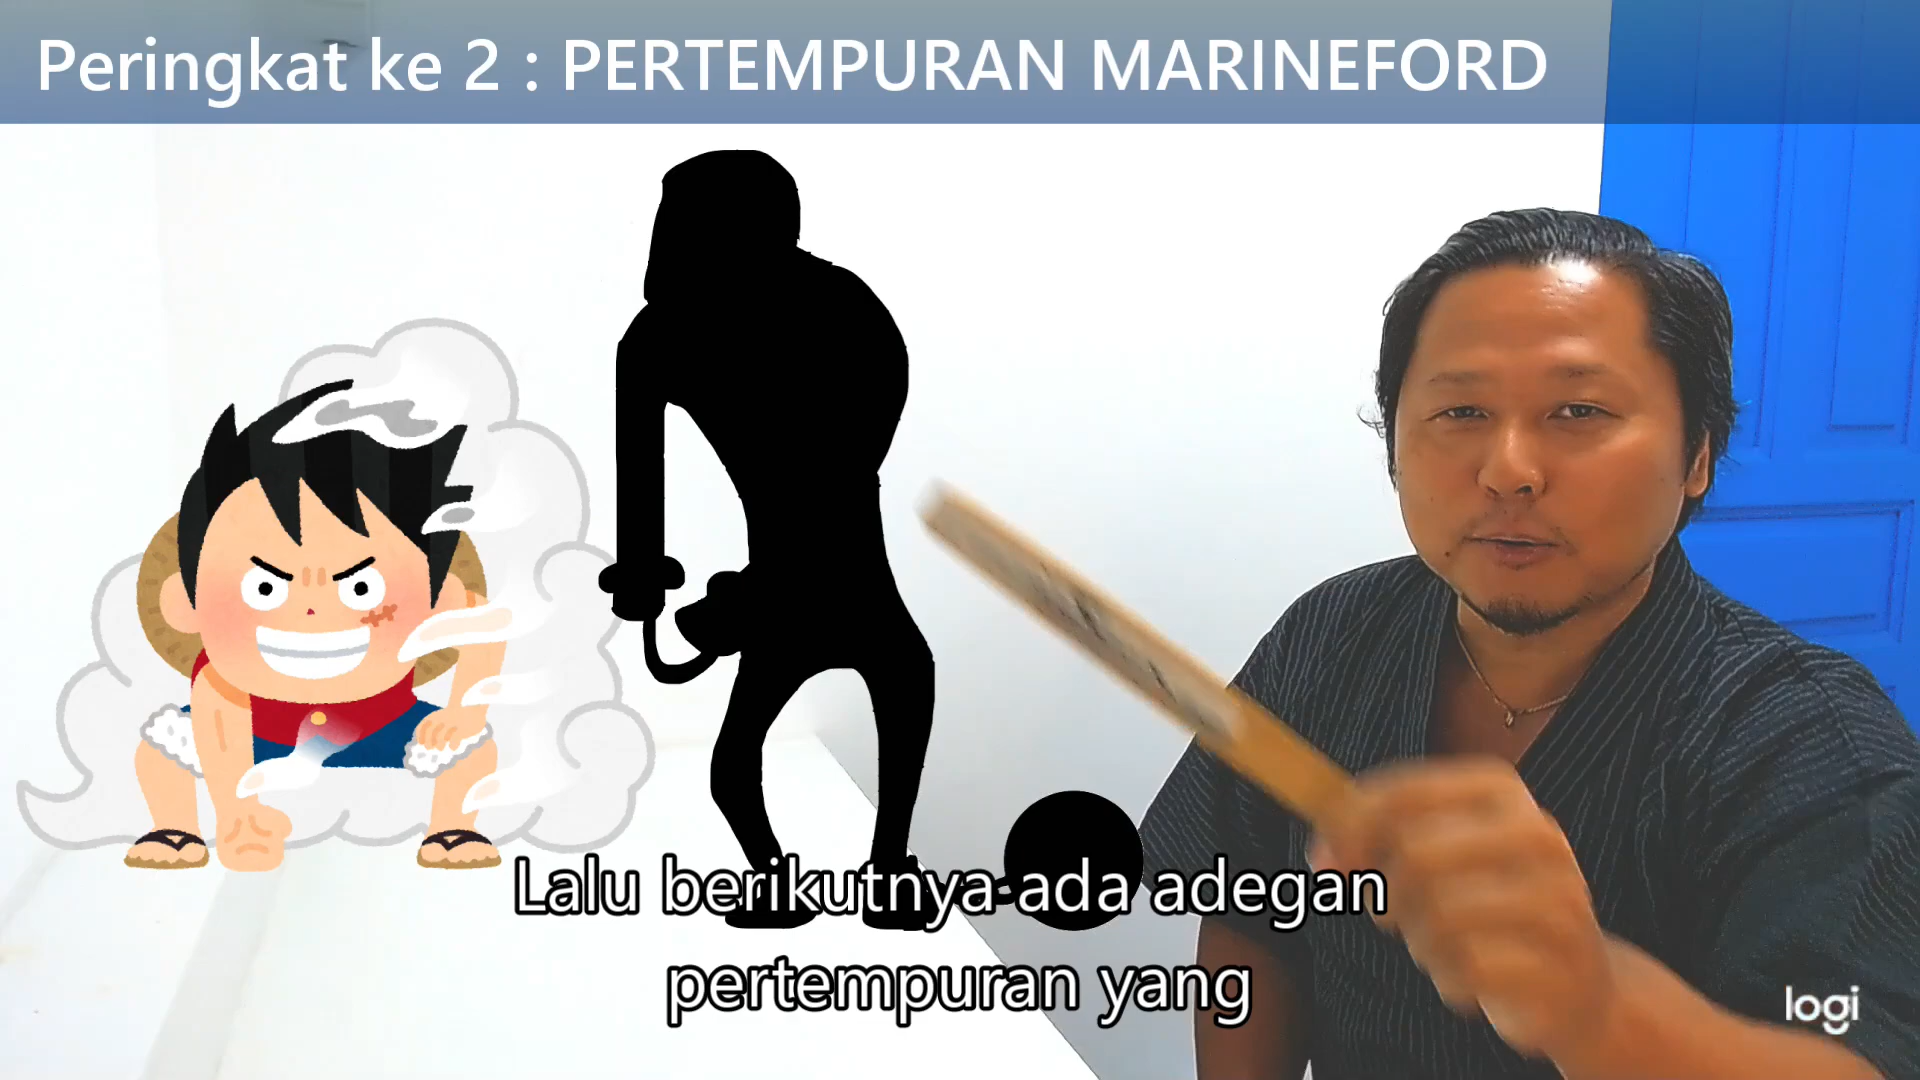 Peringkat ke 2 : PERTEMPURAN MARINEFORD
Lalu berikutnya ada adegan
pertempuran yang
logi